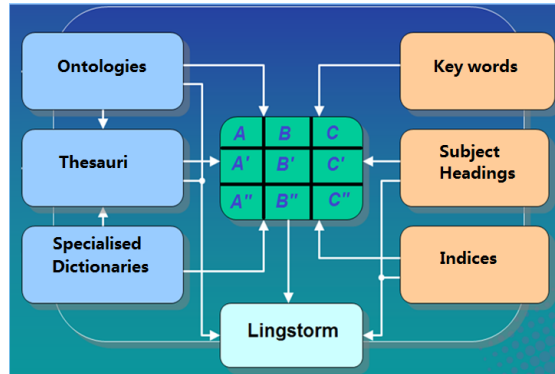 Ontologies
Key words
A B C
Thesauri
A' B' C'
Subject
Headings
A" B" C"
Specialised
Dictionaries
Indices
Lingstorm